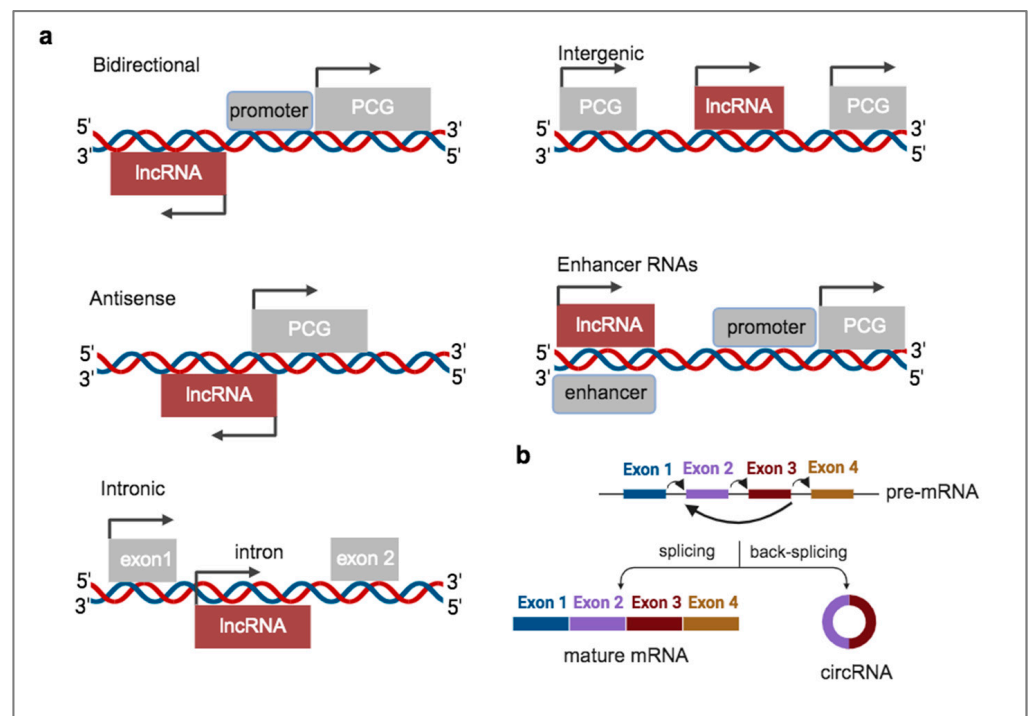 a
Bidirectional
promoter
PCG
5'
3'
3'
5'
lncRNA
Intergenic
PCG
lncRNA
PCG
5'
3'
3'
5'
Antisense
PCG
5'
3'
3'
5'
lncRNA
Enhancer RNAs
lncRNA
promoter
PCG
5'
3'
3'
5'
enhancer
Intronic
exon1
intron
exon 2
5'
3'
3'
5'
lncRNA
b
Exon 1 Exon 2 Exon 3 Exon 4
pre-mRNA
splicing
back-splicing
Exon 1 Exon 2 Exon 3 Exon 4
mature mRNA
circRNA